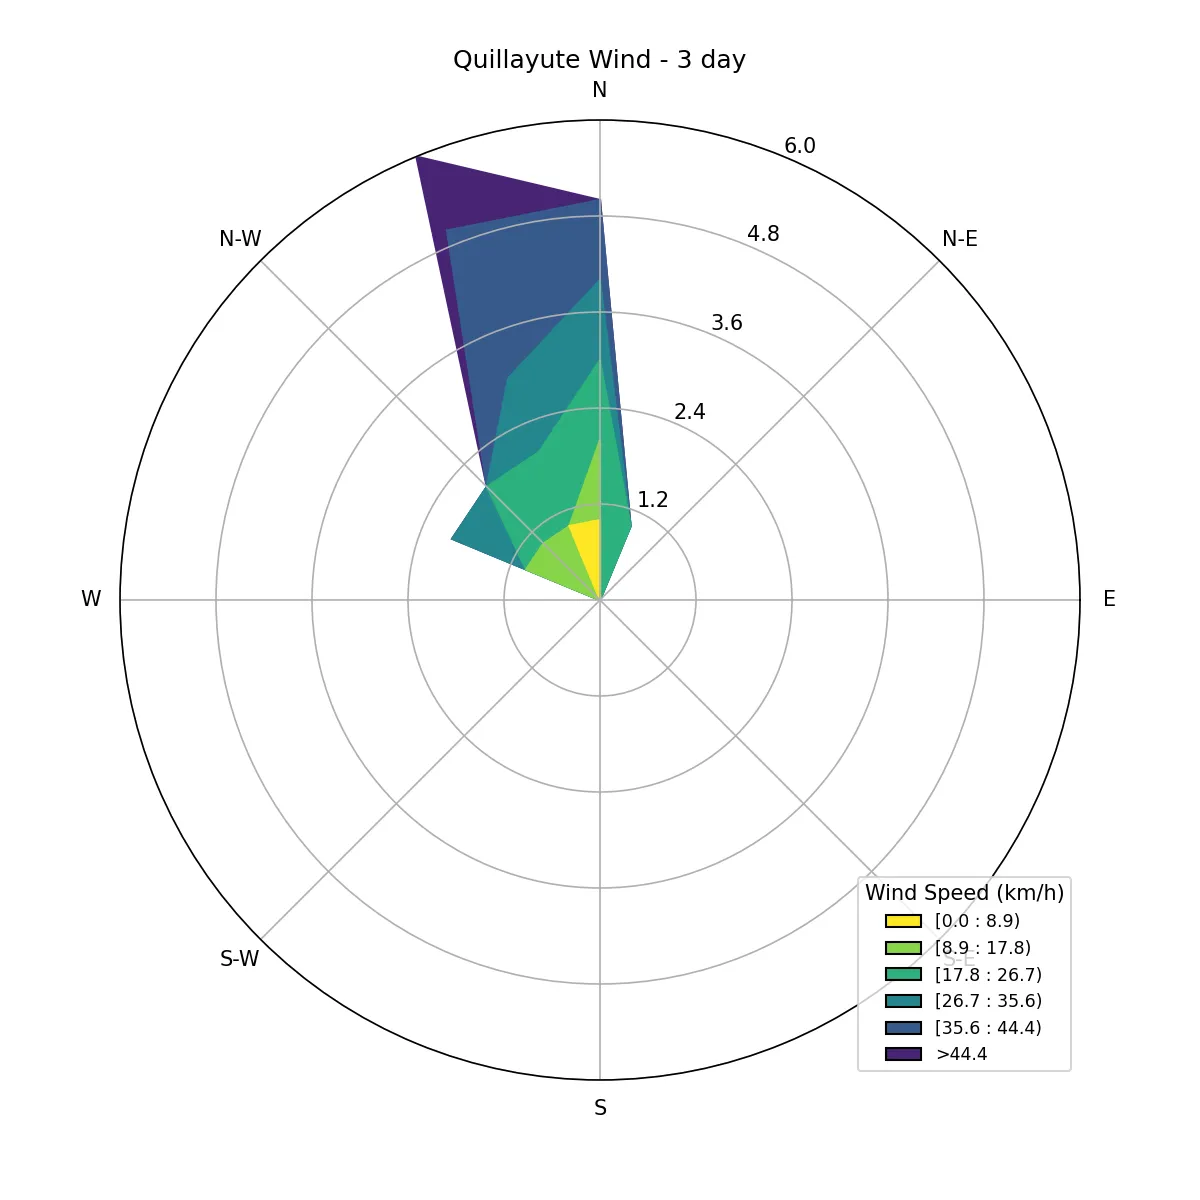 Quillayute Wind - 3 day
N
6.0
N-W
4.8
N-E
3.6
2.4
1.2
W
E
Wind Speed (km/h)
[0.0 : 8.9)
[8.9 : 17.8)
S-W
S-E
[17.8 : 26.7)
[26.7 : 35.6)
[35.6 : 44.4)
>44.4
S